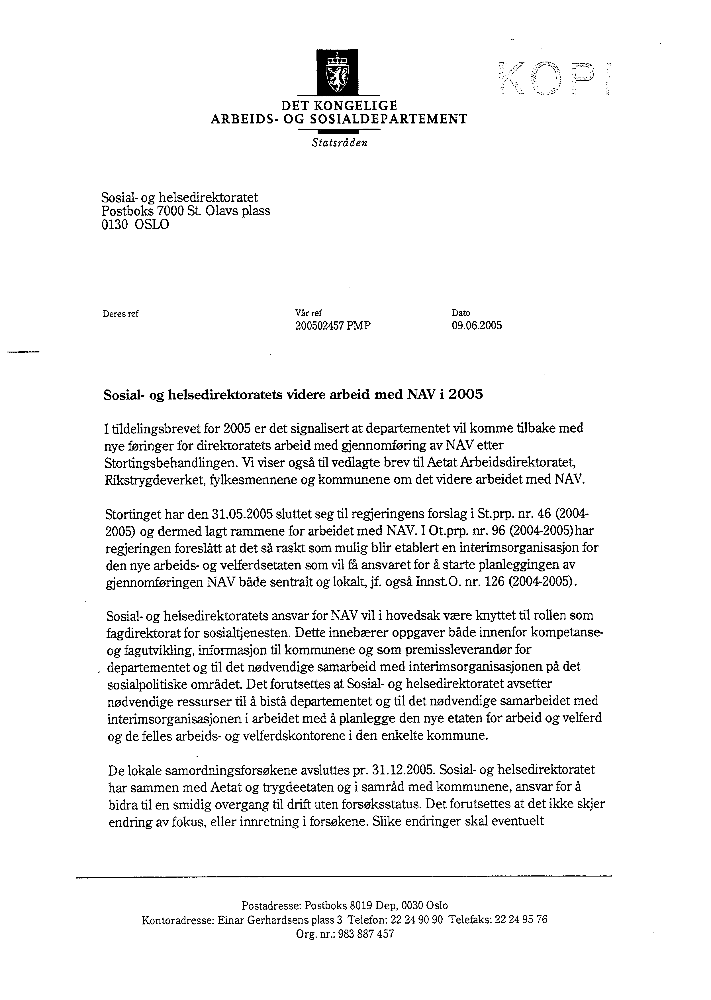 KOPI
DET KONGELIGE
ARBEIDS- OG SOSIALDEPARTEMENT
Statsråden
Sosial- og helsedirektoratet
Postboks 7000 St. Olavs plass
0130 OSLO
Deres ref Vår ref Dato
200502457 PMP 09.06.2005
Sosial- og helsedirektoratets videre arbeid med NAV i 2005
I tildelingsbrevet for 2005 er det signalisert at departementet vil komme tilbake med
nye føringer for direktoratets arbeid med gjennomføring av NAV etter
Stortingsbehandlingen. Vi viser også til vedlagte brev til Aetat Arbeidsdirektoratet,
Rikstrygdeverket, fylkesmennene og kommunene om det videre arbeidet med NAV.
Stortinget har den 31.05.2005 sluttet seg til regjeringens forslag i St.prp. nr. 46 (2004-
2005) og dermed lagt rammene for arbeidet med NAV. I Ot.prp. nr. 96 (2004-2005)har
regjeringen foreslått at det så raskt som mulig blir etablert en interimsorganisasjon for
den nye arbeids- og velferdsetaten som vil få ansvaret for å starte planleggingen av
gjennomføringen NAV både sentralt og lokalt, jf. også Innst.O. nr. 126 (2004-2005).
Sosial- og helsedirektoratets ansvar for NAV vil i hovedsak være knyttet til rollen som
fagdirektorat for sosialtjenesten. Dette innebærer oppgaver både innenfor kompetanse-
og fagutvikling, informasjon til kommunene og som premissleverandør for
departementet og til det nødvendige samarbeid med interimsorganisasjonen på det
sosialpolitiske området. Det forutsettes at Sosial- og helsedirektoratet avsetter
nødvendige ressurser til å bistå departementet og til det nødvendige samarbeidet med
interimsorganisasjonen i arbeidet med å planlegge den nye etaten for arbeid og velferd
og de felles arbeids- og velferdskontorene i den enkelte kommune.
De lokale samordningsforsøkene avsluttes pr. 31.12.2005. Sosial- og helsedirektoratet
har sammen med Aetat og trygdeetaten og i samråd med kommunene, ansvar for å
bidra til en smidig overgang til drift uten forsøksstatus. Det forutsettes at det ikke skjer
endring av fokus, eller innretning i forsøkene. Slike endringer skal eventuelt
Postadresse: Postboks 8019 Dep, 0030 Oslo
Kontoradresse: Einar Gerhardsens plass 3 Telefon: 22 24 90 90 Telefaks: 22 24 95 76
Org. nr.: 983 887 457